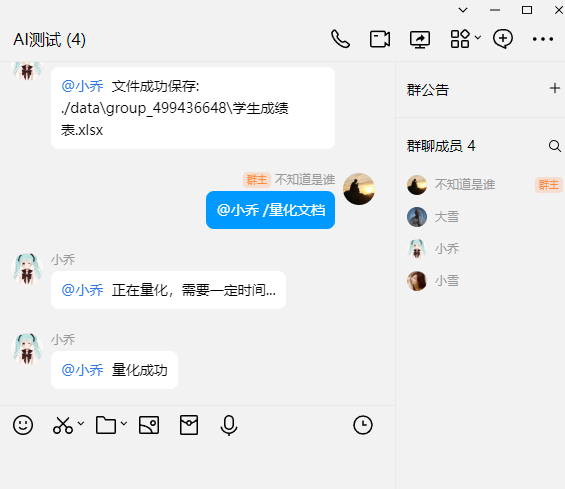 AI测试 (4)
@小乔 文件成功保存:
./data\group_499436648\学生成绩
表.xlsx
群主 不知道是谁
@小乔 /量化文档
小乔
@小乔 正在量化，需要一定时间...
小乔
@小乔 量化成功
群公告
群聊成员 4
不知道是谁 群主
大雪
小乔
小雪